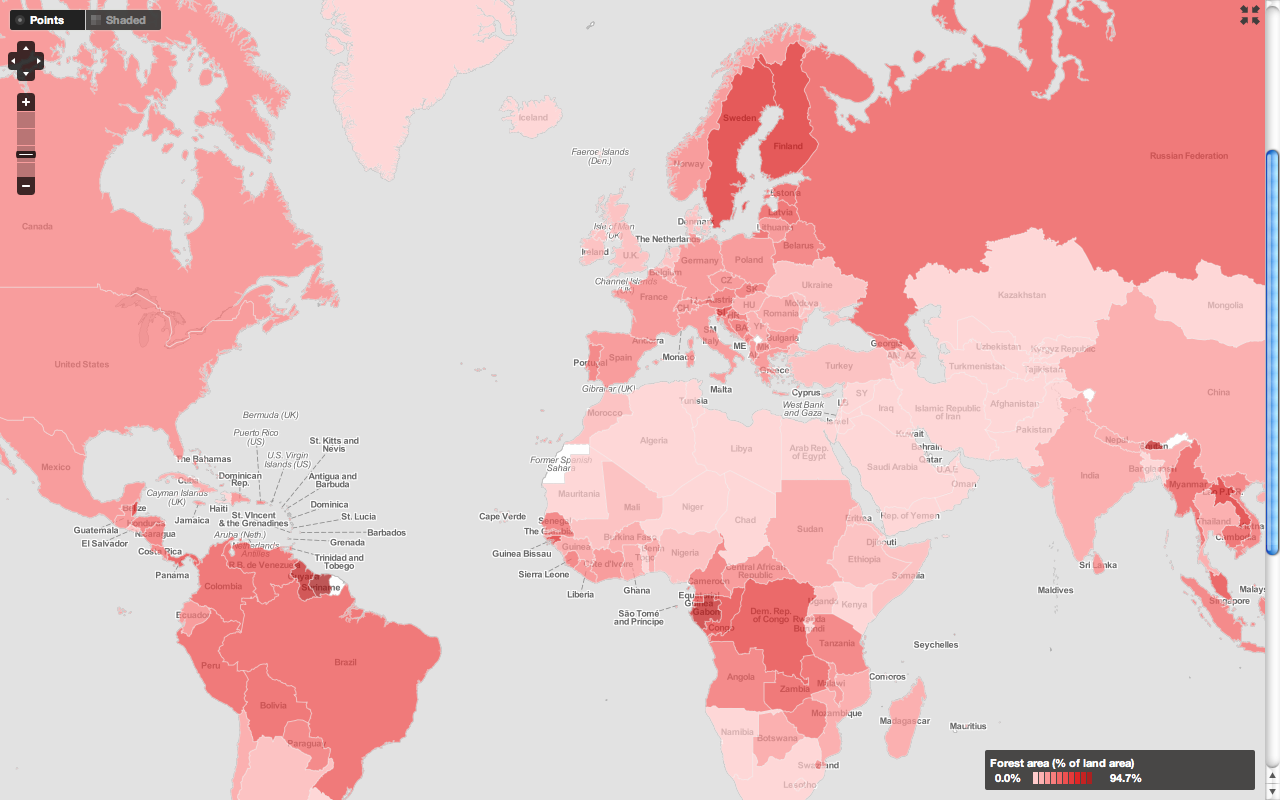 Points
Shaded
+
−
Iceland
Faeroe Islands
(Den.)
Sweden
Finland
Norway
Russian Federation
Estonia
Latvia
Lithuania
Denmark
Isle of Man
(UK)
Ireland
U.K.
The Netherlands
Belarus
Canada
Germany
Poland
Belgium
Channel Islands
(UK)
CZ
Ukraine
France
Austria
HU
Moldova
Romania
Kazakhstan
Mongolia
CH
SM
Italy
BA
ME
Bulgaria
Andorra
Monaco
Georgia
AM
AZ
Uzbekistan
Kyrgyz Republic
United States
Portugal
Spain
Greece
Turkey
Turkmenistan
Tajikistan
China
Gibraltar (UK)
Malta
Cyprus
SY
Tunisia
West Bank
and Gaza
Israel
Iraq
Islamic Republic
of Iran
Afghanistan
Bermuda (UK)
Morocco
Pakistan
Puerto Rico
(US)
St. Kitts and
Nevis
Algeria
Libya
Arab Rep.
of Egypt
Kuwait
Bahrain
Qatar
Nepal
Mexico
The Bahamas
U.S. Virgin
Islands (US)
Former Spanish
Sahara
Saudi Arabia
U.A.E.
Oman
India
Bangladesh
Myanmar
Cuba
Dominican
Rep.
Antigua and
Barbuda
Cayman Islands
(UK)
Mauritania
Belize
Haiti
Dominica
Mali
Niger
Jamaica
St. Vincent
& the Grenadines
St. Lucia
Cape Verde
Senegal
Chad
Sudan
Eritrea
Rep. of Yemen
Thailand
Honduras
Guatemala
Nicaragua
Aruba (Neth.)
Barbados
The Gambia
Burkina Faso
Cambodia
El Salvador
Netherlands
Antilles
Grenada
Guinea
Benin
Togo
Nigeria
Djibouti
Costa Rica
R.B. de Venezuela
Trinidad and
Tobego
Guinea Bissau
Côte d'Ivoire
Ethiopia
Sri Lanka
Panama
Guyana
Suriname
Sierra Leone
Central African
Republic
Somalia
Colombia
Liberia
Ghana
Cameroon
Maldives
Singapore
Equatorial
Guinea
Gabon
Uganda
Kenya
Ecuador
São Tomé
and Príncipe
Congo
Dem. Rep.
of Congo
Rwanda
Burundi
Tanzania
Seychelles
Peru
Brazil
Angola
Comoros
Malawi
Zambia
Bolivia
Mozambique
Madagascar
Mauritius
Paraguay
Namibia
Botswana
Swaziland
Lesotho
Forest area (% of land area)
0.0%
94.7%